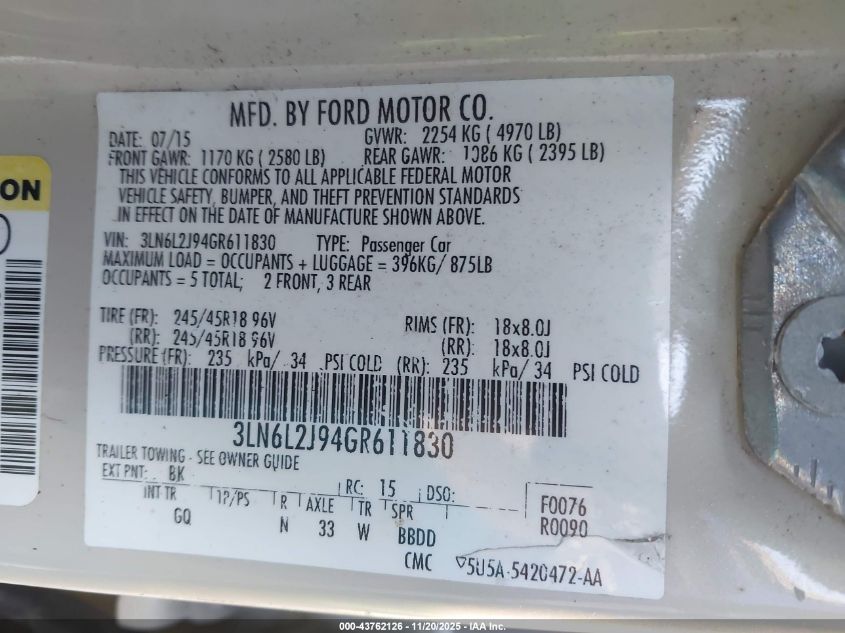 MFD. BY FORD MOTOR CO.
DATE: 07/15 GVWR: 2254 KG ( 4970 LB)
FRONT GAWR: 1170 KG ( 2580 LB) REAR GAWR: 1086 KG ( 2395 LB)
THIS VEHICLE CONFORMS TO ALL APPLICABLE FEDERAL MOTOR
VEHICLE SAFETY, BUMPER, AND THEFT PREVENTION STANDARDS
IN EFFECT ON THE DATE OF MANUFACTURE SHOWN ABOVE.
VIN: 3LN6L2J94GR611830 TYPE: Passenger Car
MAXIMUM LOAD = OCCUPANTS + LUGGAGE = 396KG/ 875LB
OCCUPANTS = 5 TOTAL; 2 FRONT, 3 REAR
TIRE (FR): 245/45R18 96V RIMS (FR): 18x8.0J
(RR): 245/45R18 96V (RR): 18x8.0J
PRESSURE (FR): 235 kPa/ 34 PSI COLD (RR): 235 kPa/ 34 PSI COLD
3LN6L2J94GR611830
TRAILER TOWING - SEE OWNER GUIDE
EXT PNT: BK RC: 15 DSO:
INT TR TP/PS R AXLE TR SPR F0076
GQ N 33 W BBDD R0090
CMC 5U5A-5420472-AA
ON
000-43762126 - 11/20/2025 - IAA Inc.